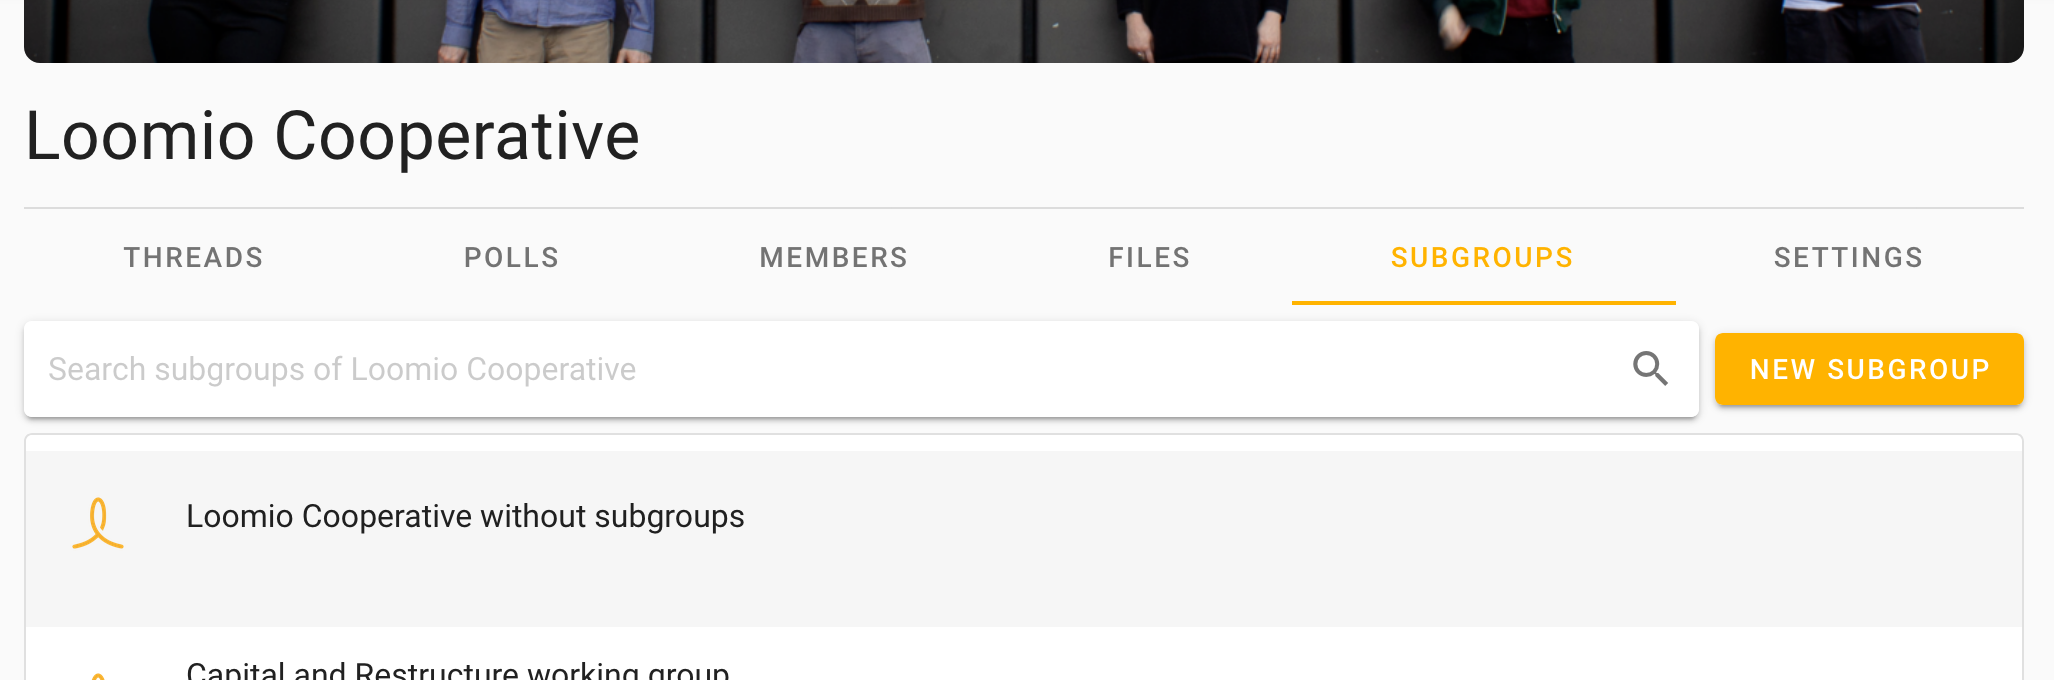 Loomio Cooperative
THREADS POLLS MEMBERS FILES SUBGROUPS SETTINGS
Search subgroups of Loomio Cooperative
NEW SUBGROUP
Loomio Cooperative without subgroups
Capital and Restructure working group